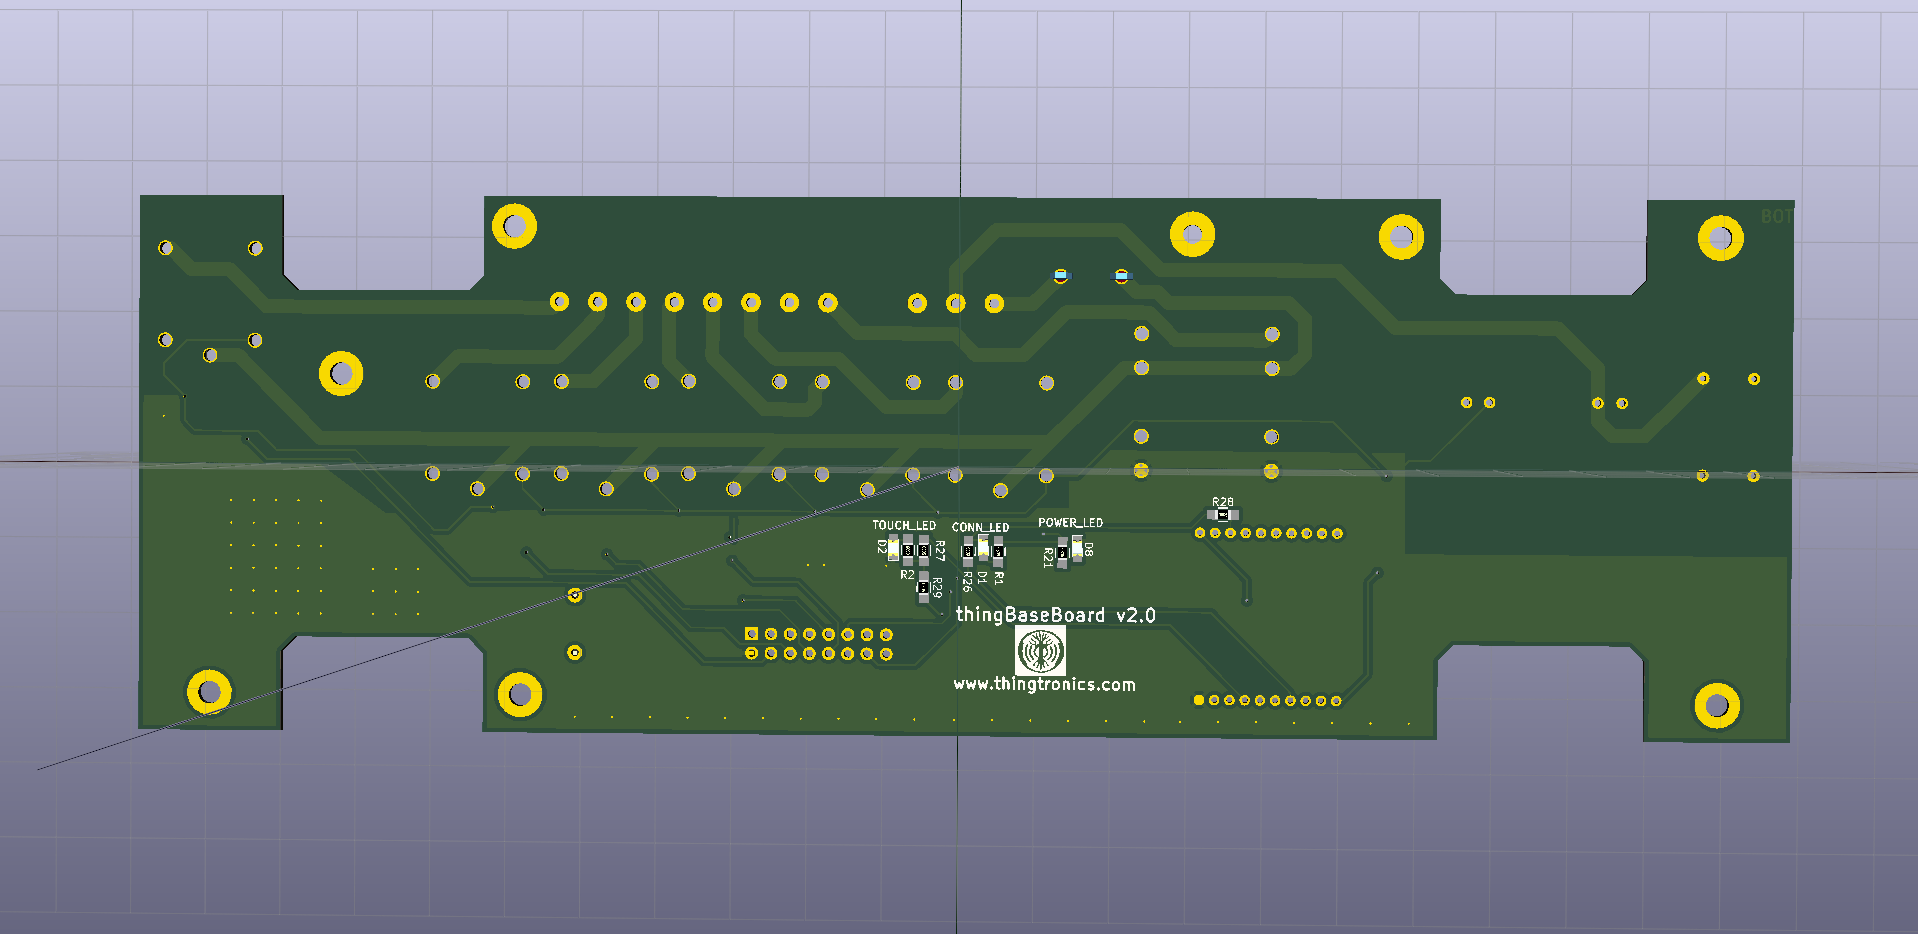 BOT
R28
TOUCH_LED
CONN_LED
POWER_LED
D2
R27
R21
D8
R2
R29
R26
D1
R1
thingBaseBoard v2.0
www.thingtronics.com